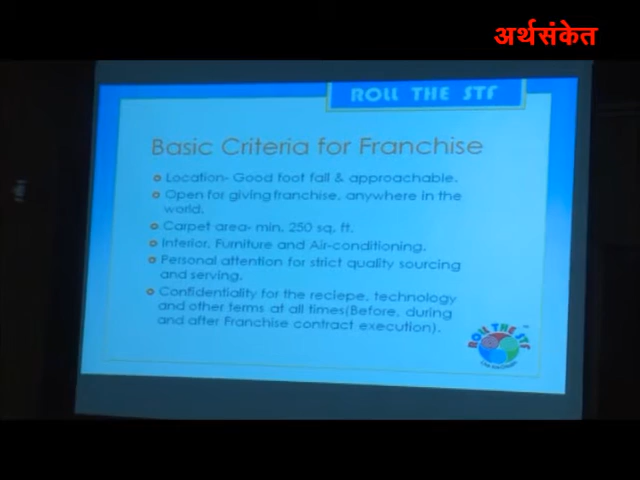 अर्थसंकेत
ROLL THE STF
Basic Criteria for Franchise
Location- Good foot fall & approachable.
Open for giving franchise, anywhere in the
world.
Carpet area- min. 250 sq. ft.
Interior, Furniture and Air-conditioning.
Personal attention for strict quality sourcing
and serving.
Confidentiality for the reciepe, technology
and other terms at all times(Before, during
and after Franchise contract execution).
ROLL THE STF